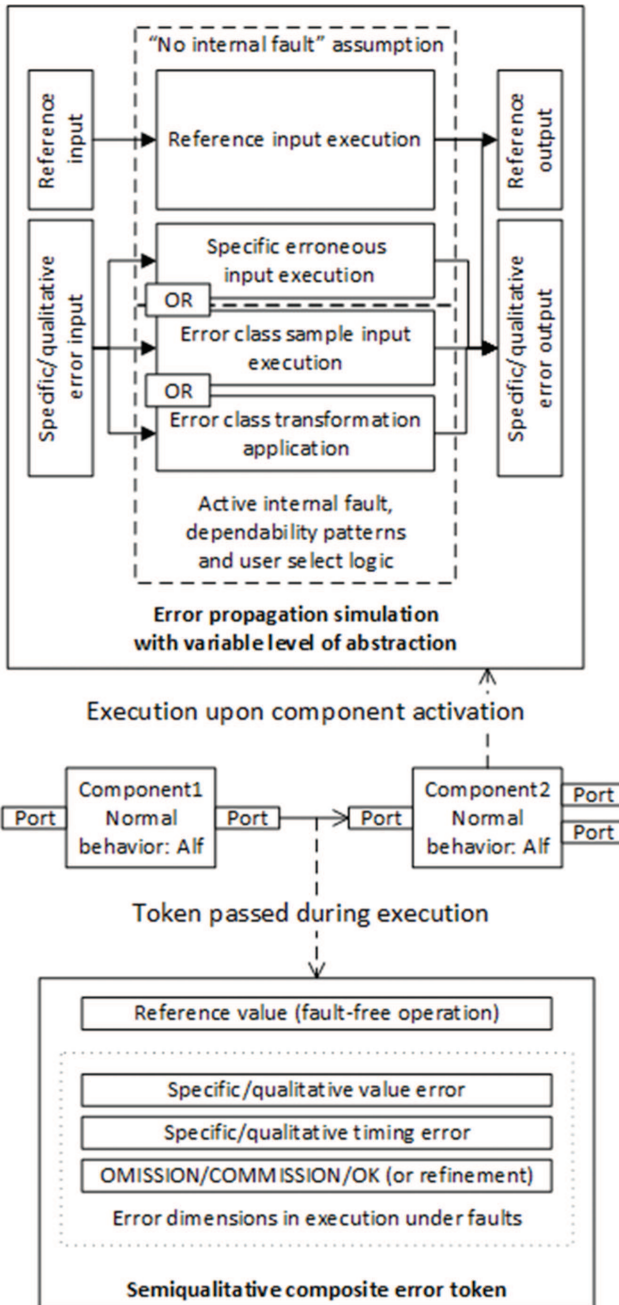 “No internal fault” assumption
Reference
input
Reference input execution
Reference
output
Specific/qualitative
error input
Specific erroneous
input execution
OR
Error class sample input
execution
OR
Error class transformation
application
Specific/qualitative
error output
Active internal fault,
dependability patterns
and user select logic
Error propagation simulation
with variable level of abstraction
Execution upon component activation
Port
Component1
Normal
behavior: Alf
Port
Port
Component2
Normal
behavior: Alf
Port
Port
Token passed during execution
Reference value (fault-free operation)
Specific/qualitative value error
Specific/qualitative timing error
OMISSION/COMMISSION/OK (or refinement)
Error dimensions in execution under faults
Semiqualitative composite error token